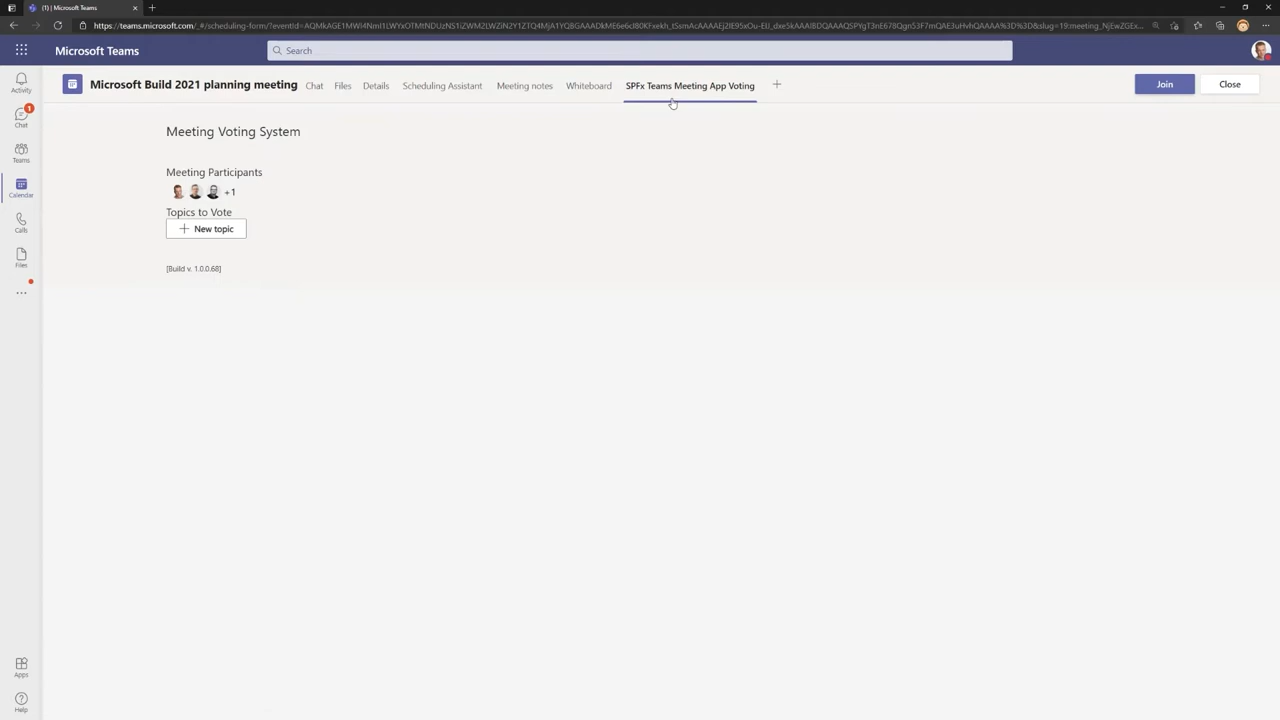 (1) | Microsoft Teams
Microsoft Teams
Search
Activity
Chat
1
Teams
Calendar
Calls
Files
Apps
Help
Microsoft Build 2021 planning meeting
Chat
Files
Details
Scheduling Assistant
Meeting notes
Whiteboard
SPFx Teams Meeting App Voting
Join
Close
Meeting Voting System
Meeting Participants
+1
Topics to Vote
New topic
[Build v. 1.0.0.68]